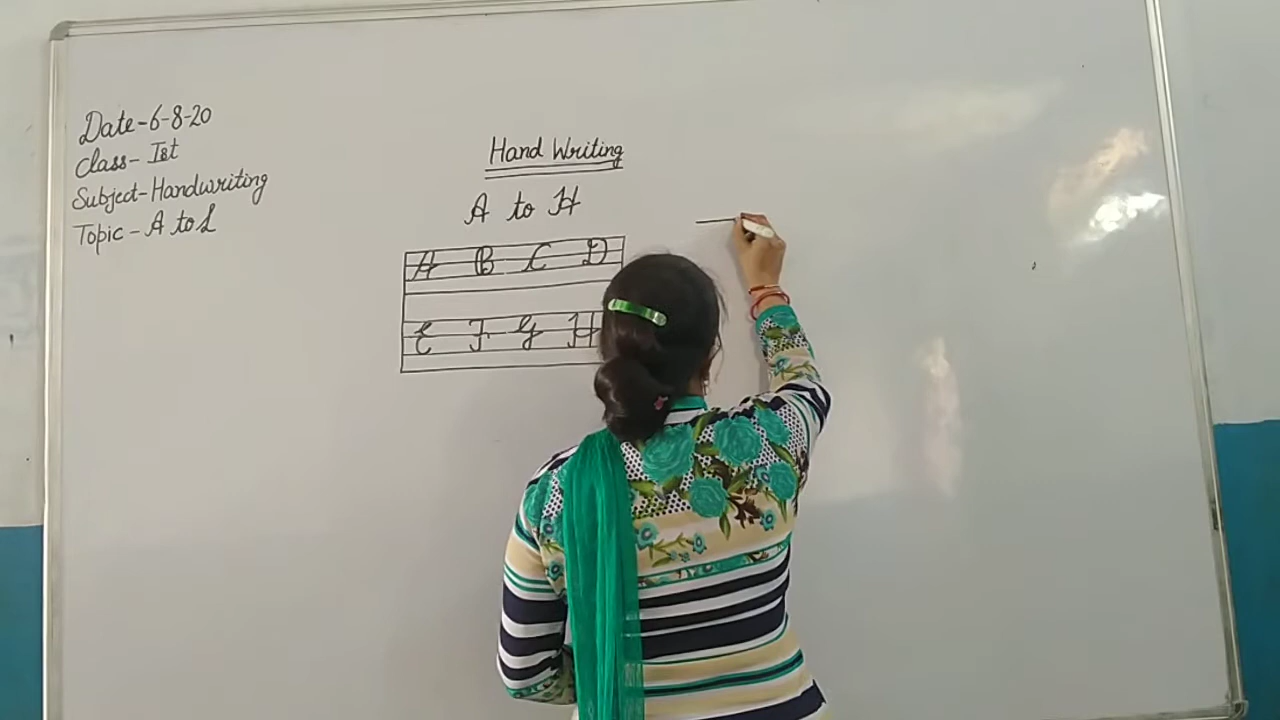 Date-6-8-20
Class- Ist
Subject-Handwriting
Topic - A to L
Hand Writing
A to H
A B C D
E F G H